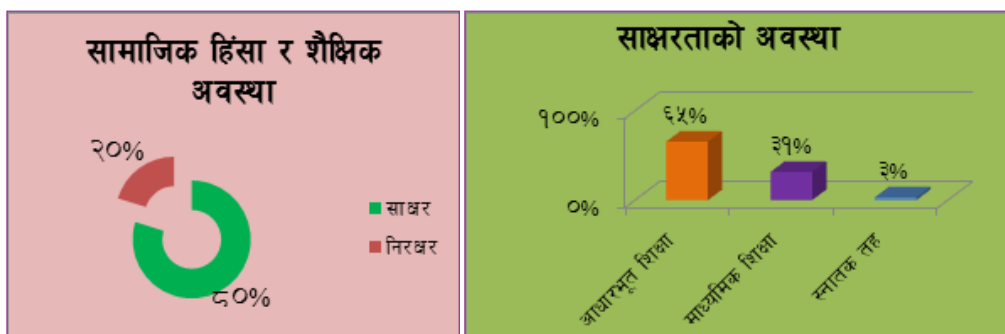 सामाजिक हिंसा र शैक्षिक
अवस्था
२०%
साक्षर
निरक्षर
८०%
साक्षरताको अवस्था
१००%
६५%
३१%
३%
०%
आधारभूत शिक्षा
माध्यमिक शिक्षा
स्नातक तह